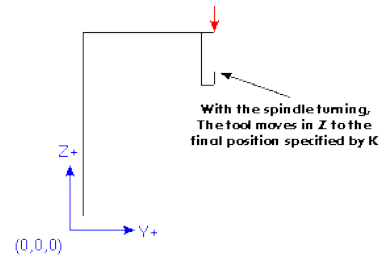 With the spindle turning,
The tool moves in Z to the
final position specified by K
Z+
Y+
(0,0,0)